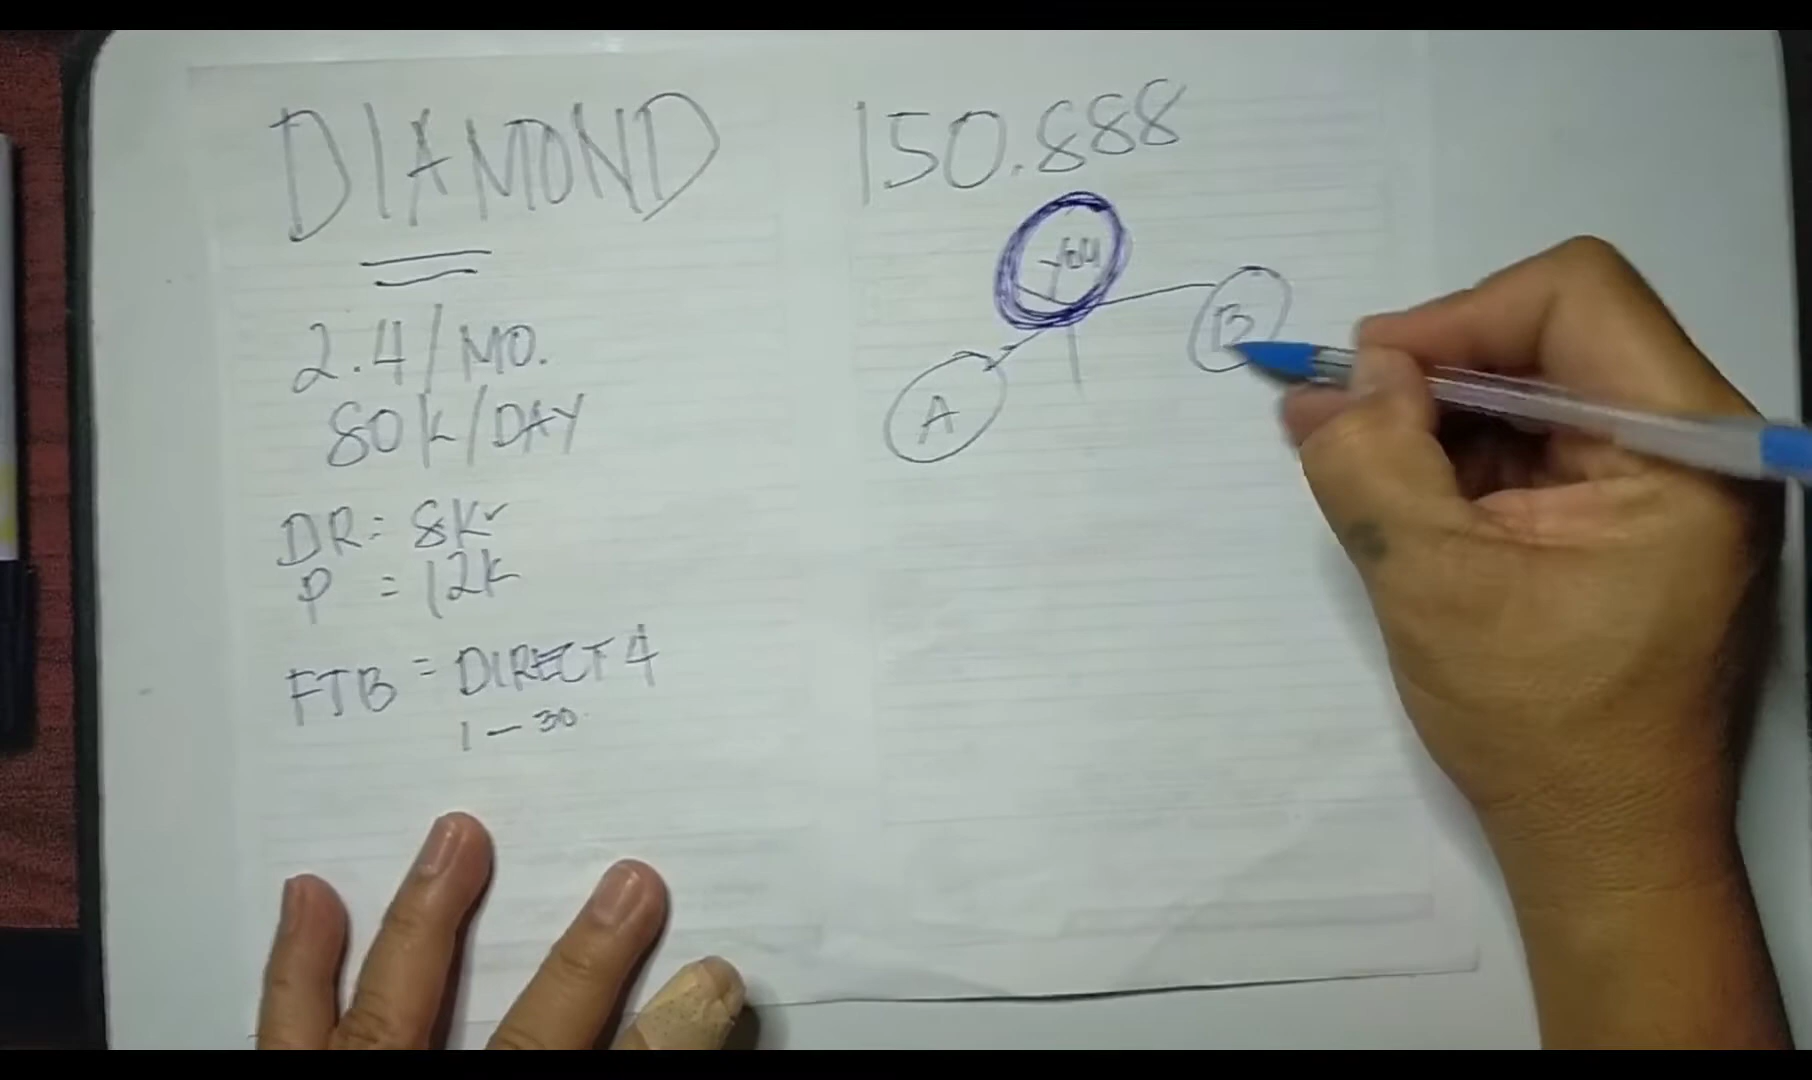 DIAMOND
2.4/MO.
80K/DAY
DR: 8K
P = 12K
FTB = DIRECT 4
1 – 30
150.888
YOU
A
B